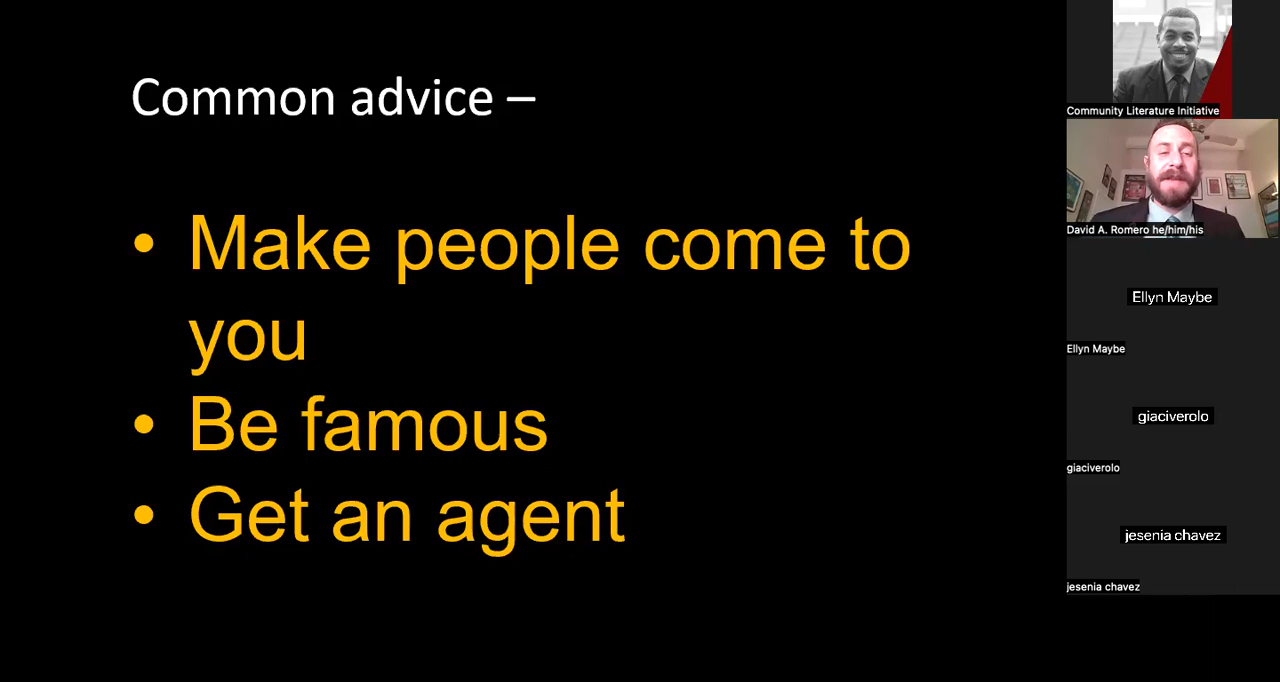 Common advice –
• Make people come to
you
• Be famous
• Get an agent
Community Literature Initiative
David A. Romero he/him/his
Ellyn Maybe
Ellyn Maybe
giaciverolo
giaciverolo
jesenia chavez
jesenia chavez